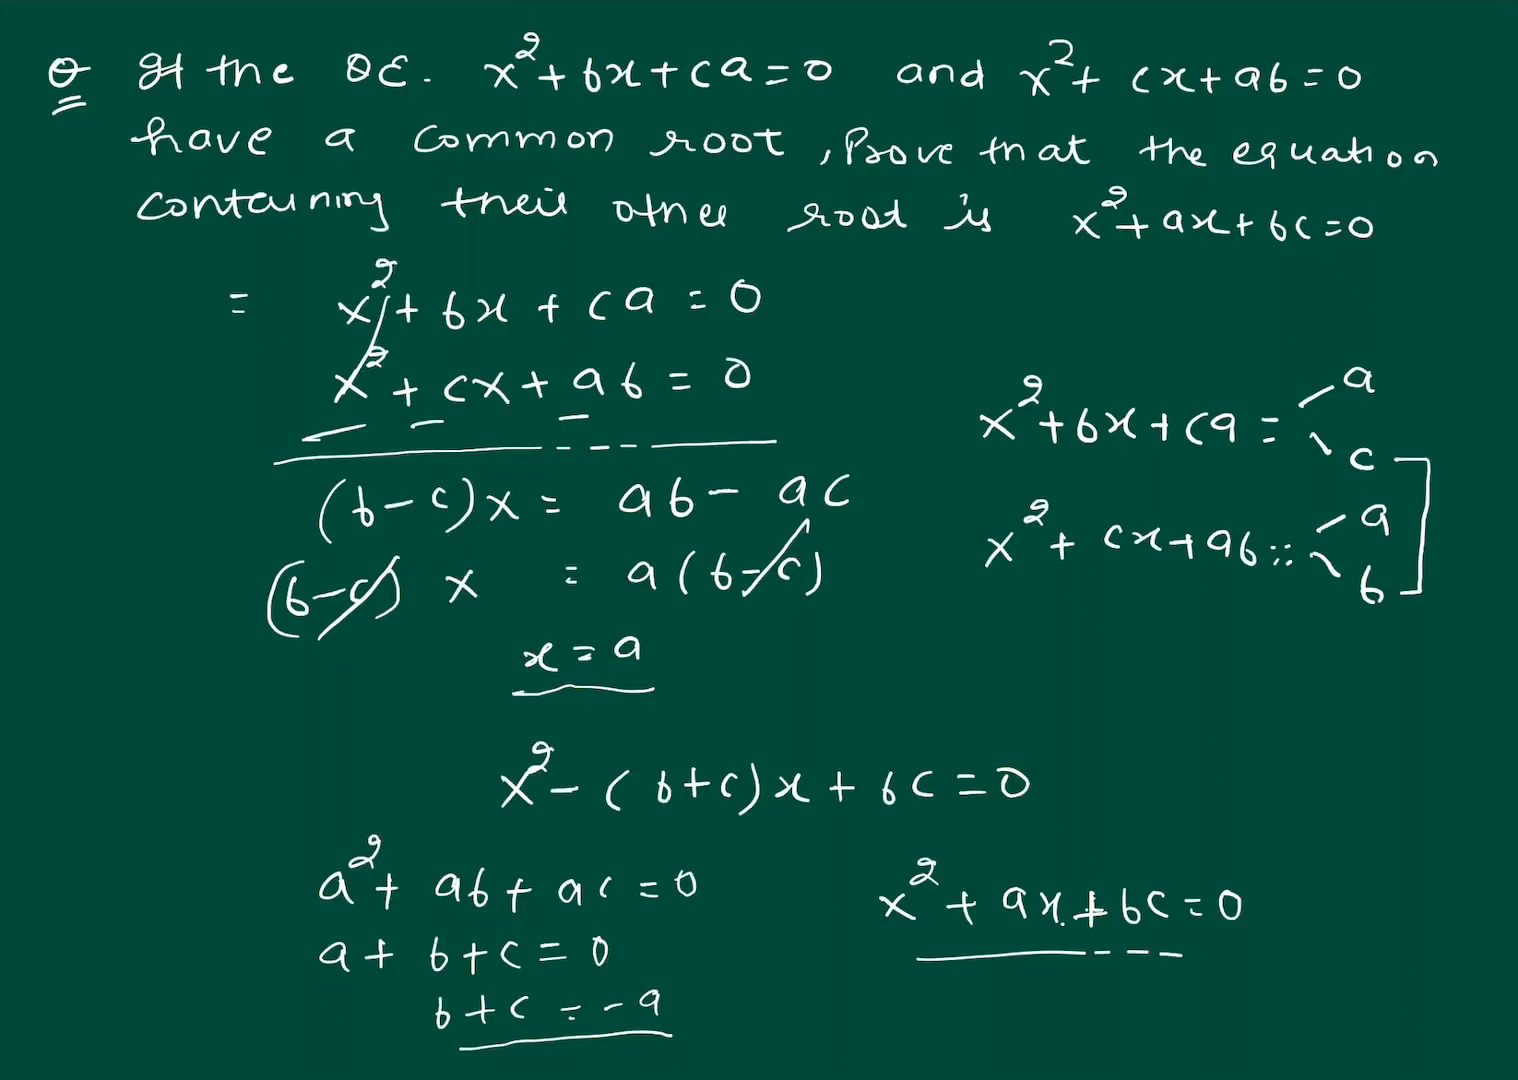 Q If the QE. x²+bx+ca=0 and x²+cx+ab=0
have a common root, Prove that the equation
containing their other root is x²+ax+bc=0
= x²+bx+ca=0
x²+cx+ab=0
(b-c)x = ab-ac
(b-c)x = a(b-c)
x=a
x²+bx+ca = a
c
x²+cx+ab = a
b
x²-(b+c)x+bc=0
a²+ab+ac=0
a+b+c=0
b+c=-a
x²+ax+bc=0